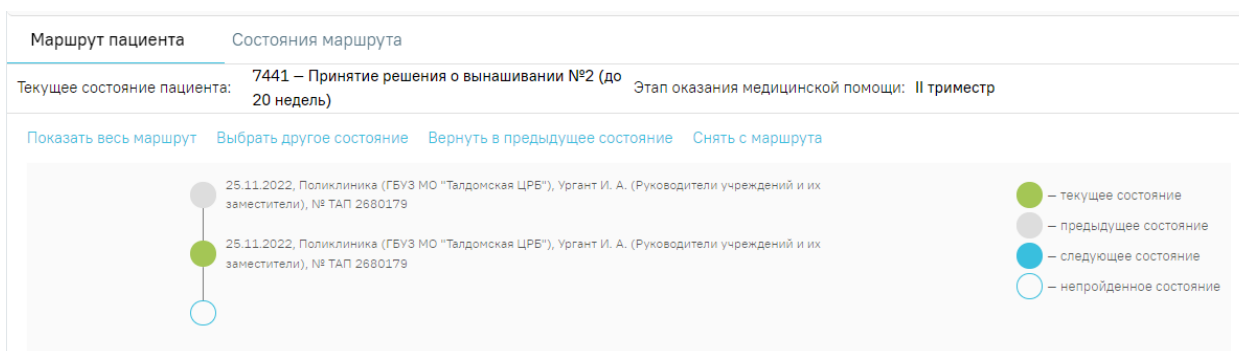 Маршрут пациента Состояния маршрута
Текущее состояние пациента: 7441 – Принятие решения о вынашивании №2 (до 20 недель) Этап оказания медицинской помощи: II триместр
Показать весь маршрут Выбрать другое состояние Вернуть в предыдущее состояние Снять с маршрута
25.11.2022, Поликлиника (ГБУЗ МО "Талдомская ЦРБ"), Ургант И. А. (Руководители учреждений и их
заместители), № ТАП 2680179
25.11.2022, Поликлиника (ГБУЗ МО "Талдомская ЦРБ"), Ургант И. А. (Руководители учреждений и их
заместители), № ТАП 2680179
– текущее состояние
– предыдущее состояние
– следующее состояние
– непройденное состояние